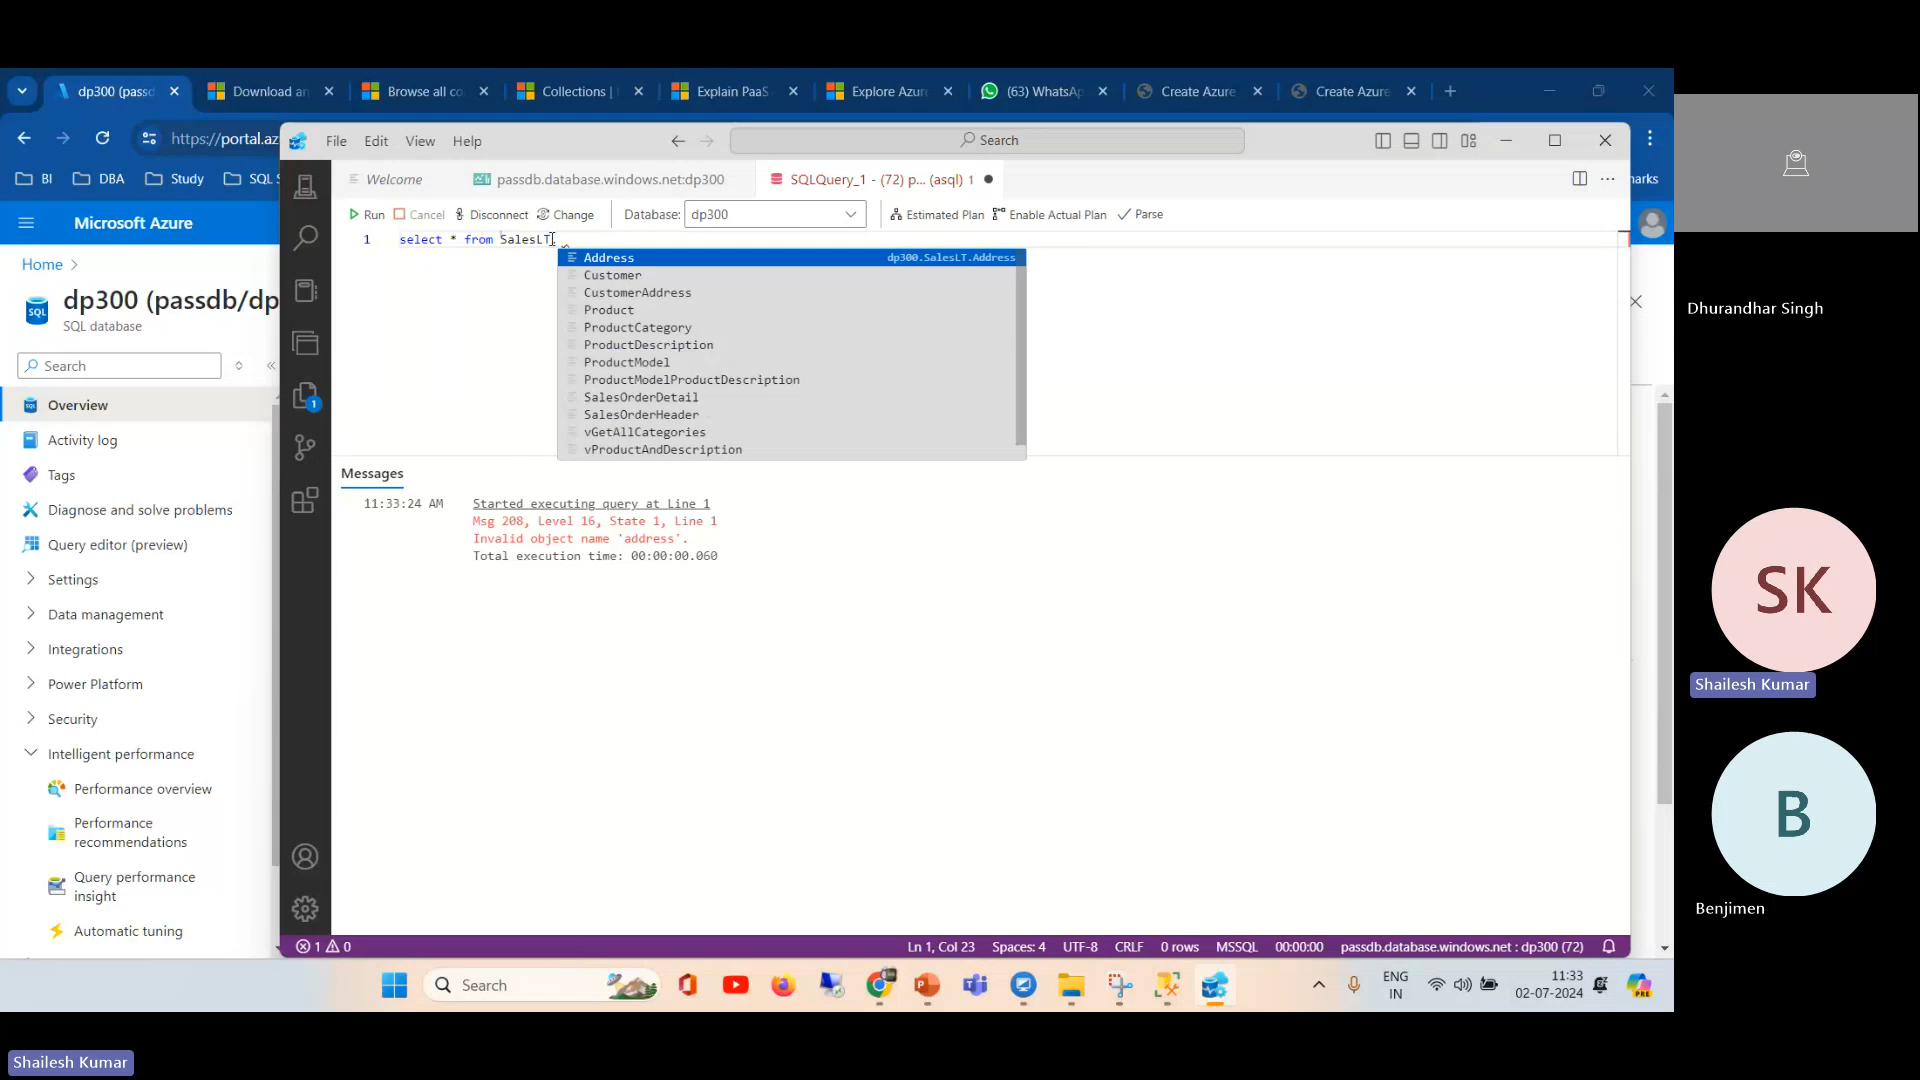 dp300 (passd
Download an
Browse all co
Collections |
Explain PaaS
Explore Azur
(63) WhatsAp
Create Azure
Create Azure
https://portal.az
File
Edit
View
Help
Search
BI
DBA
Study
SQL S
Welcome
passdb.database.windows.net:dp300
SQLQuery_1 - (72) p... (asql) 1
marks
Microsoft Azure
Run
Cancel
Disconnect
Change
Database:
dp300
Estimated Plan
Enable Actual Plan
Parse
1
select * from SalesLT.
Home
dp300 (passdb/dp
SQL database
Search
Address
dp300.SalesLT.Address
Customer
CustomerAddress
Product
ProductCategory
ProductDescription
ProductModel
ProductModelProductDescription
SalesOrderDetail
SalesOrderHeader
vGetAllCategories
vProductAndDescription
Overview
Activity log
Tags
Diagnose and solve problems
Query editor (preview)
Settings
Data management
Integrations
Power Platform
Security
Intelligent performance
Performance overview
Performance
recommendations
Query performance
insight
Automatic tuning
1
Messages
11:33:24 AM
Started executing query at Line 1
Msg 208, Level 16, State 1, Line 1
Invalid object name 'address'.
Total execution time: 00:00:00.060
1
0
Ln 1, Col 23
Spaces: 4
UTF-8
CRLF
0 rows
MSSQL
00:00:00
passdb.database.windows.net : dp300 (72)
SQL
Search
ENG
IN
11:33
02-07-2024
PRE
Dhurandhar Singh
SK
Shailesh Kumar
B
Benjimen
Shailesh Kumar